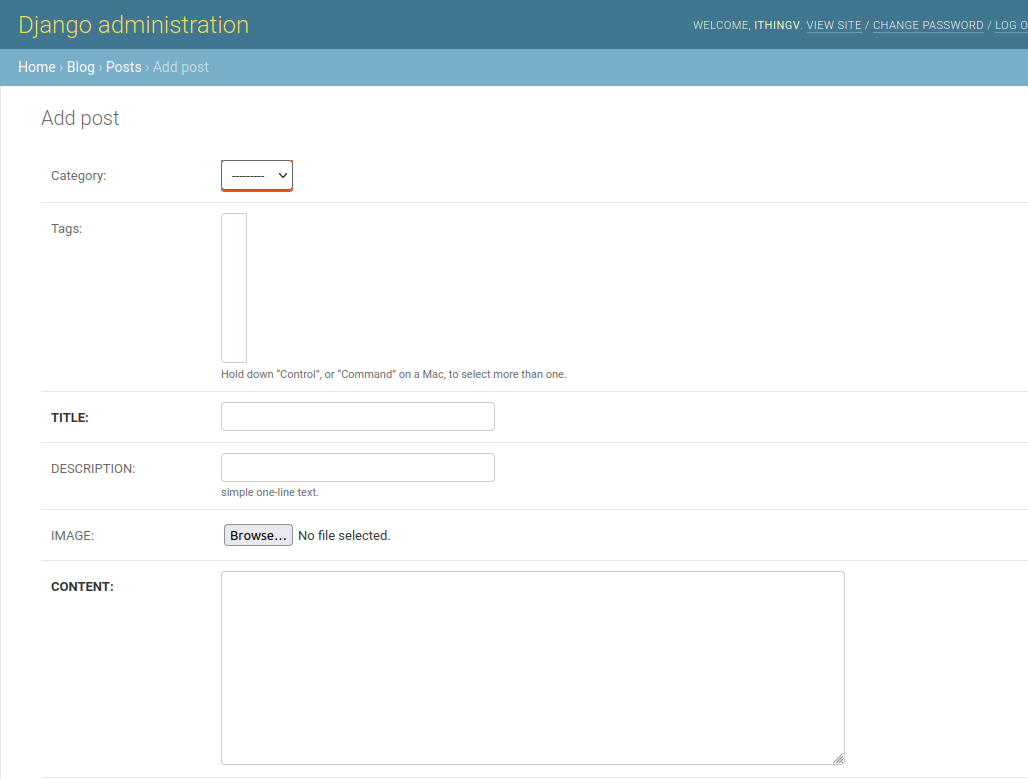 Django administration
WELCOME, ITHINGV. VIEW SITE / CHANGE PASSWORD / LOG O
Home › Blog › Posts › Add post
Add post
Category:
---------
Tags:
Hold down “Control”, or “Command” on a Mac, to select more than one.
TITLE:
DESCRIPTION:
simple one-line text.
IMAGE:
Browse... No file selected.
CONTENT: